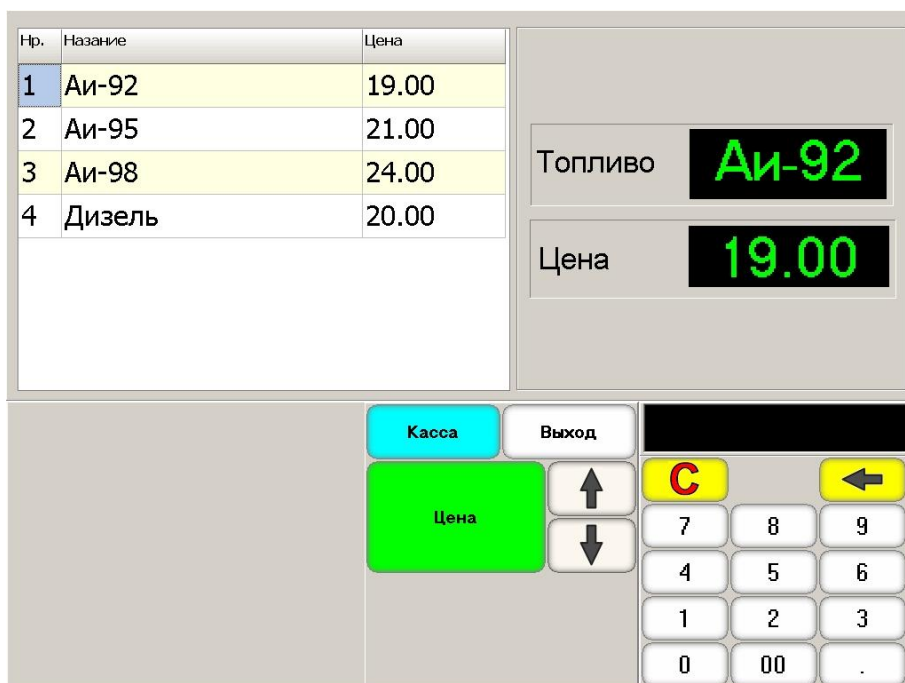 Нр. Назание Цена
1 Аи-92 19.00
2 Аи-95 21.00
3 Аи-98 24.00
4 Дизель 20.00
Топливо Аи-92
Цена 19.00
Касса Выход
Цена
C
7 8 9
4 5 6
1 2 3
0 00 .